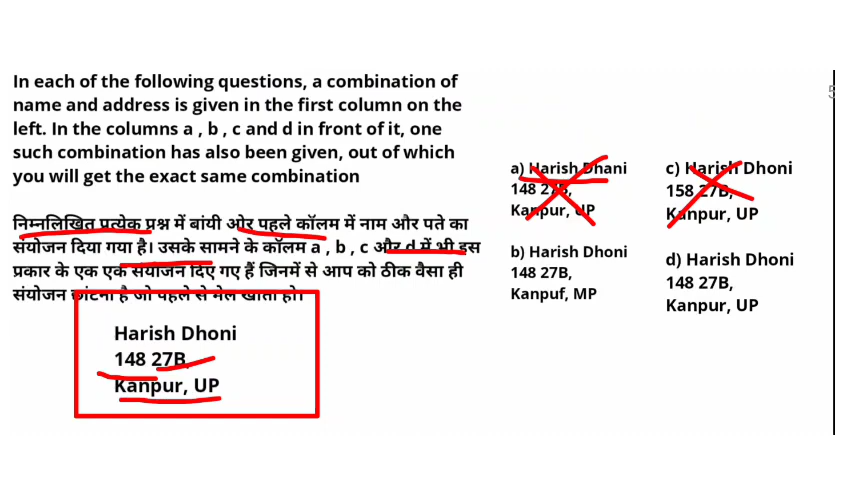 In each of the following questions, a combination of
name and address is given in the first column on the
left. In the columns a , b , c and d in front of it, one
such combination has also been given, out of which
you will get the exact same combination
निम्नलिखित प्रत्येक प्रश्न में बांयी ओर पहले कॉलम में नाम और पते का
संयोजन दिया गया है। उसके सामने के कॉलम a , b , c और d में भी इस
प्रकार के एक एक संयोजन दिए गए हैं जिनमें से आप को ठीक वैसा ही
संयोजन छांटना है जो पहले से मेल खाता हो।
Harish Dhoni
148 27B,
Kanpur, UP
a) Harish Dhani
148 27B,
Kanpur, UP
b) Harish Dhoni
148 27B,
Kanpuf, MP
c) Harish Dhoni
158 27B,
Kanpur, UP
d) Harish Dhoni
148 27B,
Kanpur, UP